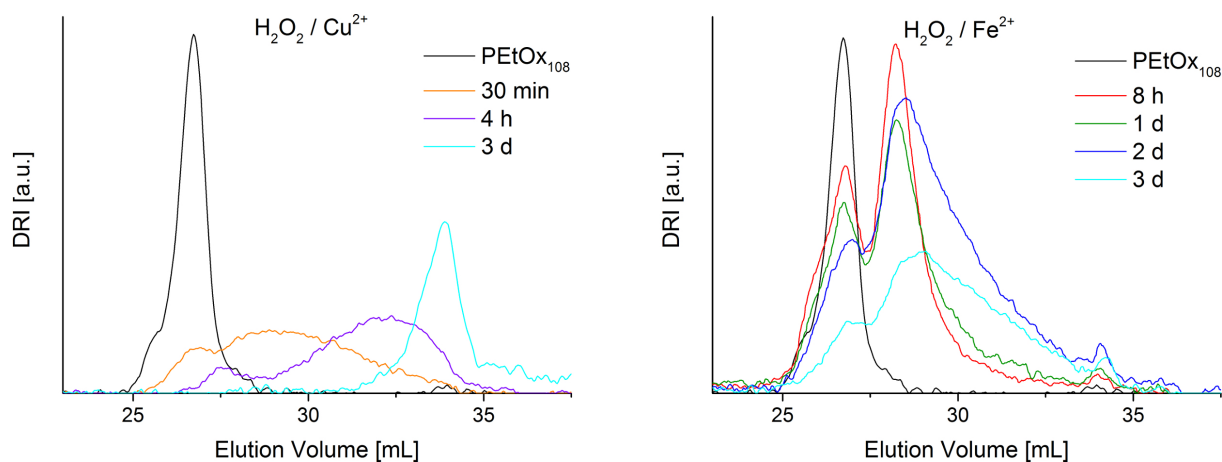 H₂O₂ / Cu²⁺
PEtOx₁₀₈
30 min
4 h
3 d
DRI [a.u.]
25
30
35
Elution Volume [mL]
H₂O₂ / Fe²⁺
PEtOx₁₀₈
8 h
1 d
2 d
3 d
DRI [a.u.]
25
30
35
Elution Volume [mL]